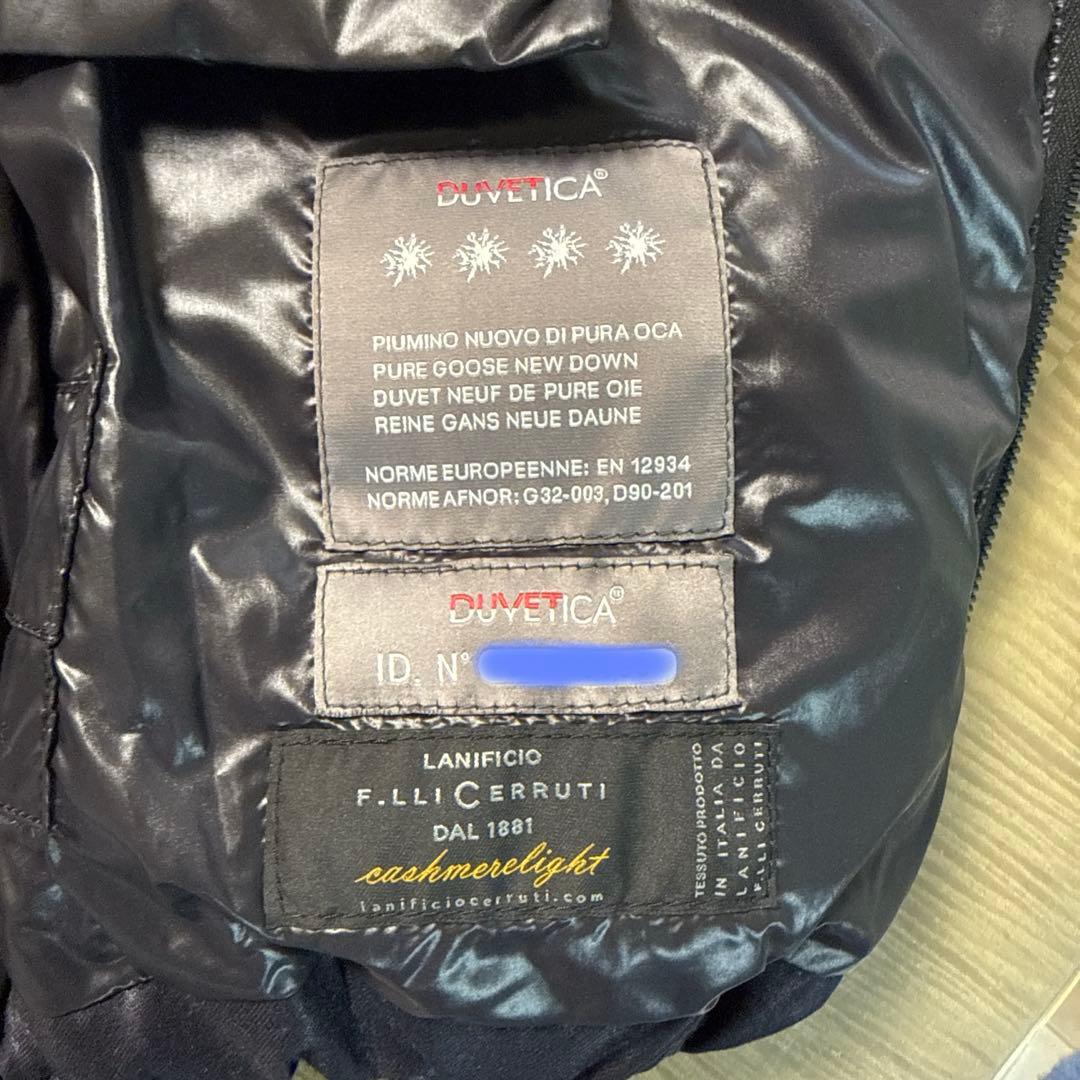 DUVETICA®
PIUMINO NUOVO DI PURA OCA
PURE GOOSE NEW DOWN
DUVET NEUF DE PURE OIE
REINE GANS NEUE DAUNE
NORME EUROPEENNE: EN 12934
NORME AFNOR: G32-003, D90-201
DUVETICA®
ID. N°
LANIFICIO
F.LLI CERRUTI
DAL 1881
cashmerelight
lanificiocerruti.com
TESSUTO PRODOTTO
IN ITALIA DA
LANIFICIO
F.LLI CERRUTI